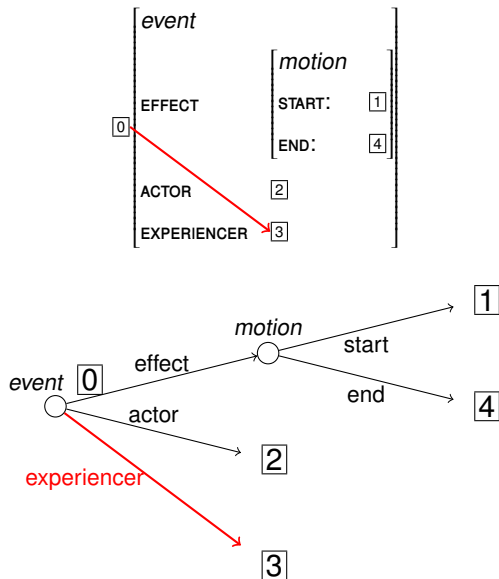 event
motion
EFFECT START: 1
0
END: 4
ACTOR 2
EXPERIENCER 3
1
motion
start
effect
event 0
end 4
actor
2
experiencer
3